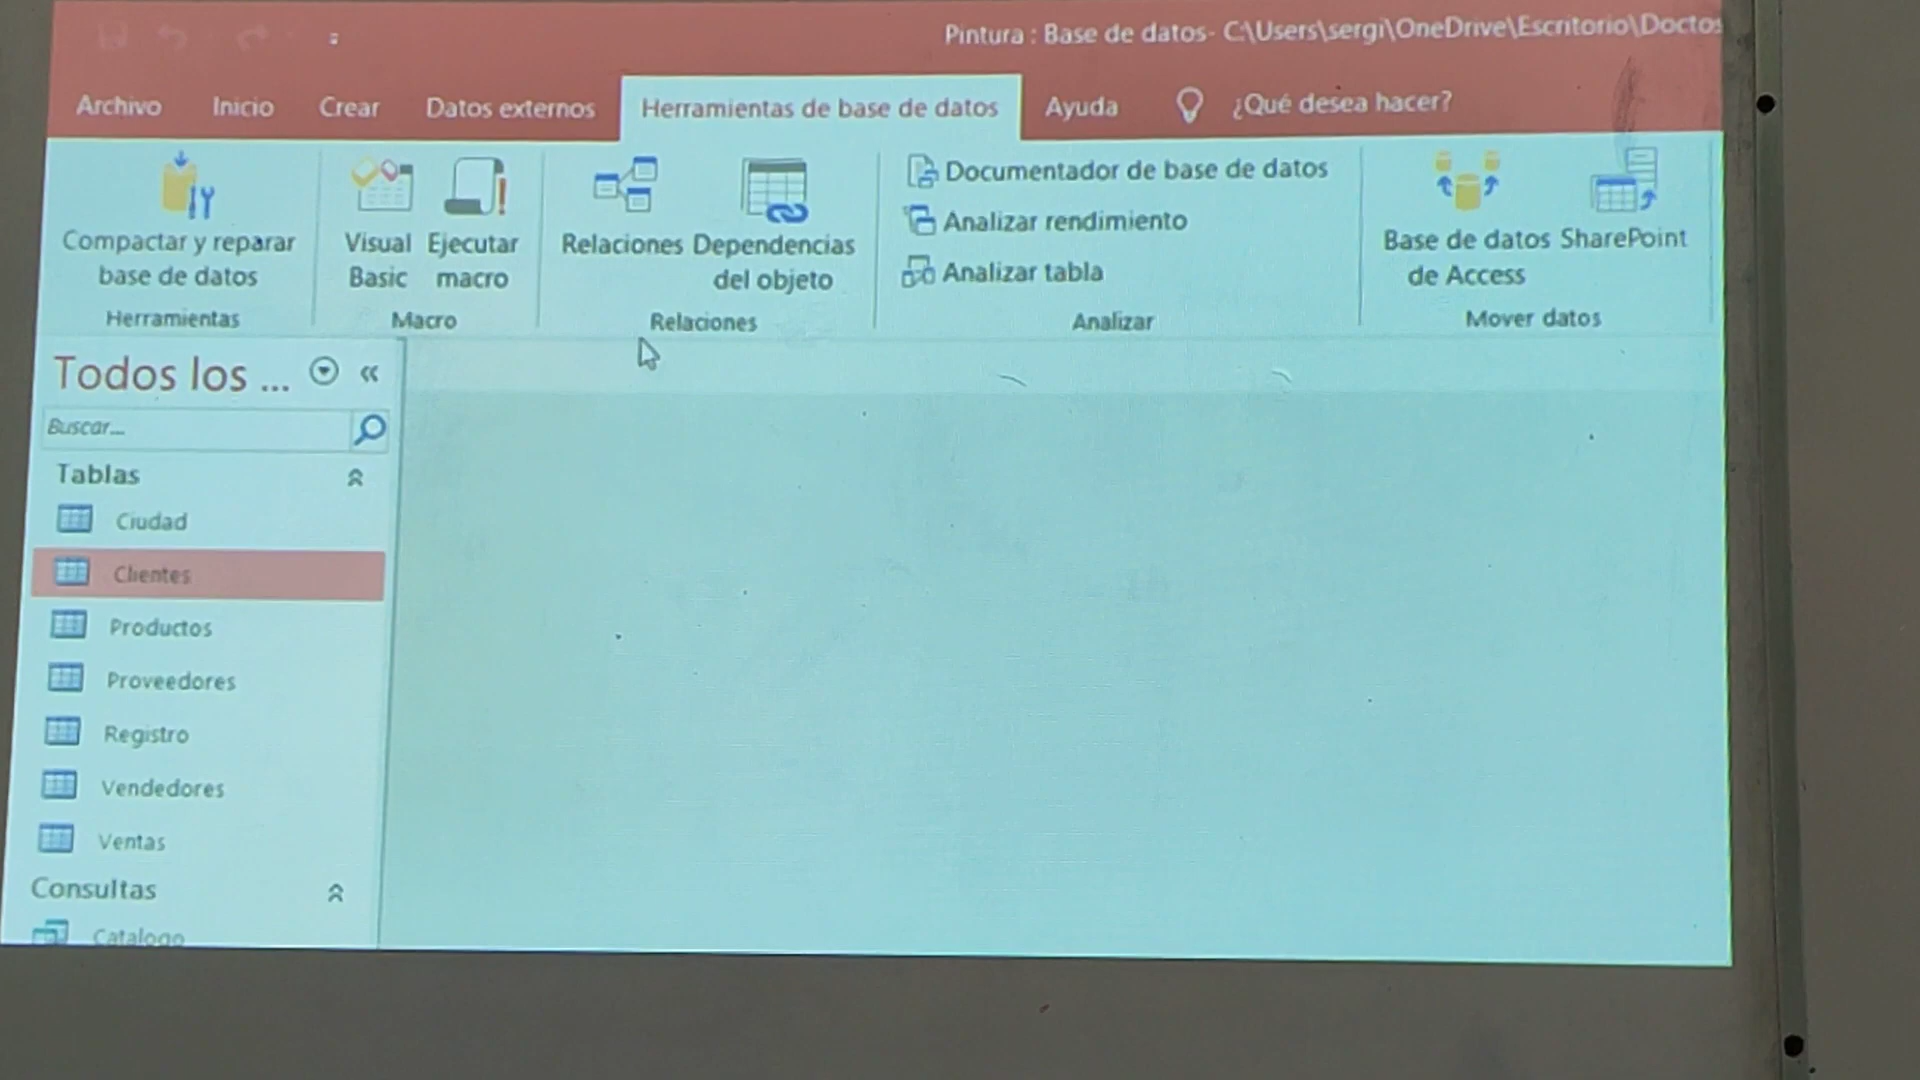 Pintura : Base de datos- C:\Users\sergi\OneDrive\Escritorio\Doctos
Archivo Inicio Crear Datos externos Herramientas de base de datos Ayuda ¿Qué desea hacer?
Compactar y reparar
base de datos
Herramientas
Visual
Basic
Ejecutar
macro
Macro
Relaciones
Dependencias
del objeto
Relaciones
Documentador de base de datos
Analizar rendimiento
Analizar tabla
Analizar
Base de datos
de Access
SharePoint
Mover datos
Todos los ...
Buscar...
Tablas
Ciudad
Clientes
Productos
Proveedores
Registro
Vendedores
Ventas
Consultas
Catalogo